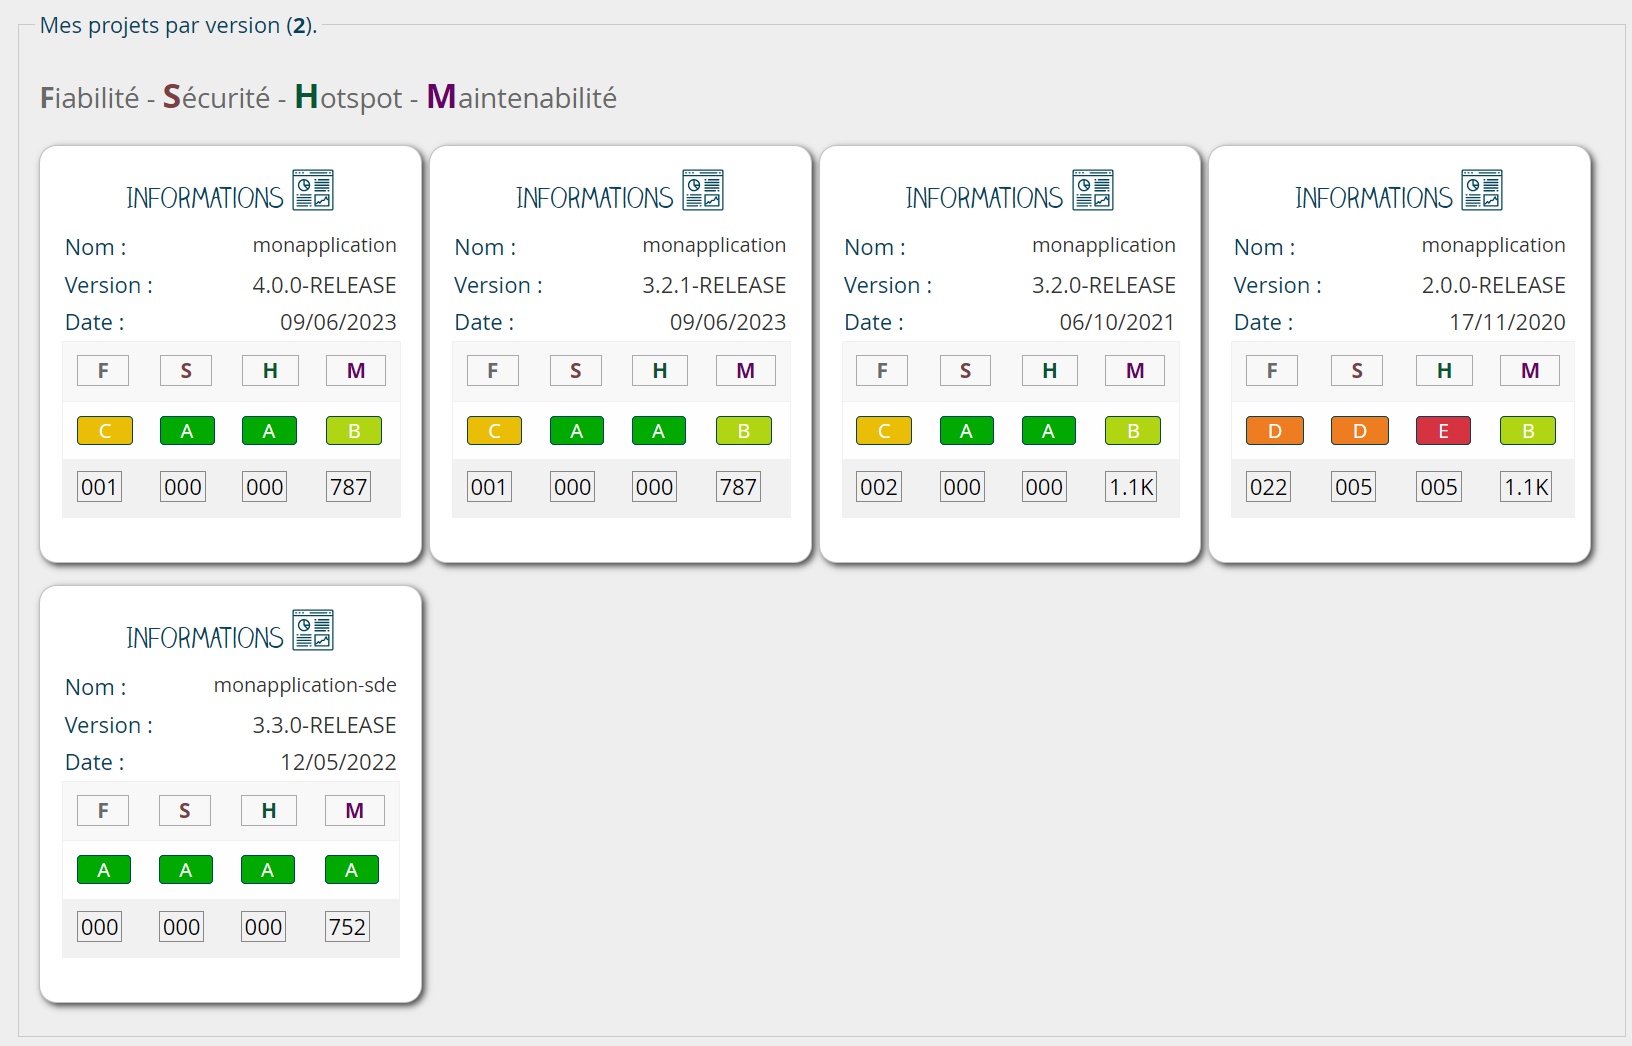 Mes projets par version (2).
Fiabilité - Sécurité - Hotspot - Maintenabilité
INFORMATIONS
Nom : monapplication
Version : 4.0.0-RELEASE
Date : 09/06/2023
F S H M
C A A B
001 000 000 787
INFORMATIONS
Nom : monapplication
Version : 3.2.1-RELEASE
Date : 09/06/2023
F S H M
C A A B
001 000 000 787
INFORMATIONS
Nom : monapplication
Version : 3.2.0-RELEASE
Date : 06/10/2021
F S H M
C A A B
002 000 000 1.1K
INFORMATIONS
Nom : monapplication
Version : 2.0.0-RELEASE
Date : 17/11/2020
F S H M
D D E B
022 005 005 1.1K
INFORMATIONS
Nom : monapplication-sde
Version : 3.3.0-RELEASE
Date : 12/05/2022
F S H M
A A A A
000 000 000 752